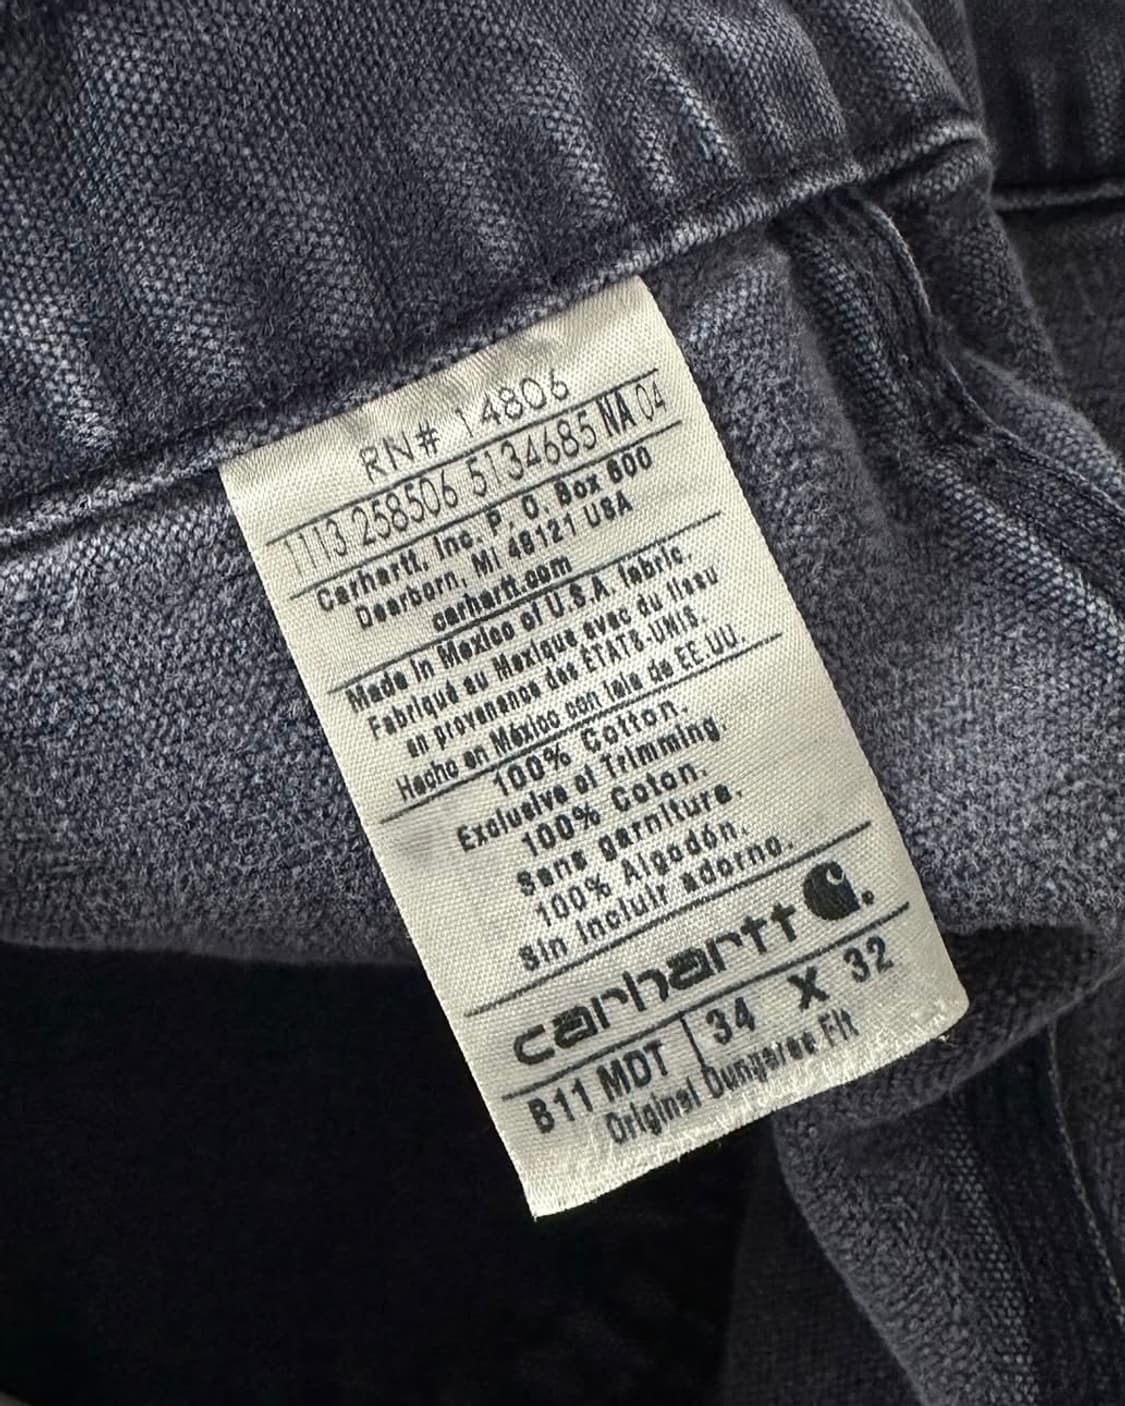 RN# 14806
1113 258506 5134685 NA 04
Carhartt, Inc. P. O. Box 600
Dearborn, MI 48121 USA
carhartt.com
Made in Mexico of U.S.A. fabric.
Fabriqué au Mexique avec du tissu
en provenance des ÉTATS-UNIS.
Hecho en México con tela de EE.UU.
100% Cotton.
Exclusive of Trimming.
100% Coton.
Sans garniture.
100% Algodón.
Sin incluir adorno.
carhartt C.
B11 MDT 34 X 32
Original Dungaree Fit